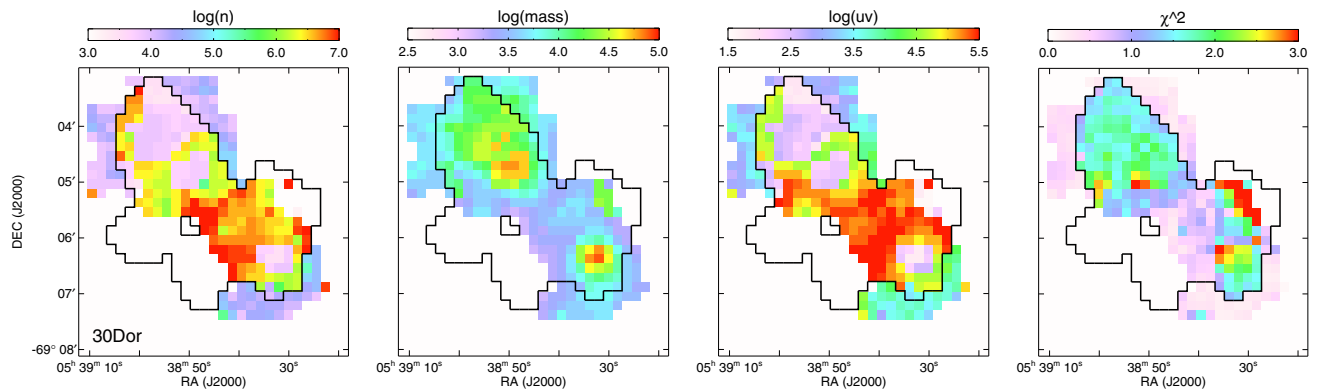 log(n) log(mass) log(uv) χ^2
3.0 4.0 5.0 6.0 7.0 2.5 3.0 3.5 4.0 4.5 5.0 1.5 2.5 3.5 4.5 5.5 0.0 1.0 2.0 3.0
04′
05′
DEC (J2000)
06′
07′
30Dor
-69° 08′
05ʰ 39ᵐ 10ˢ 38ᵐ 50ˢ 30ˢ 05ʰ 39ᵐ 10ˢ 38ᵐ 50ˢ 30ˢ 05ʰ 39ᵐ 10ˢ 38ᵐ 50ˢ 30ˢ 05ʰ 39ᵐ 10ˢ 38ᵐ 50ˢ 30ˢ
RA (J2000) RA (J2000) RA (J2000) RA (J2000)